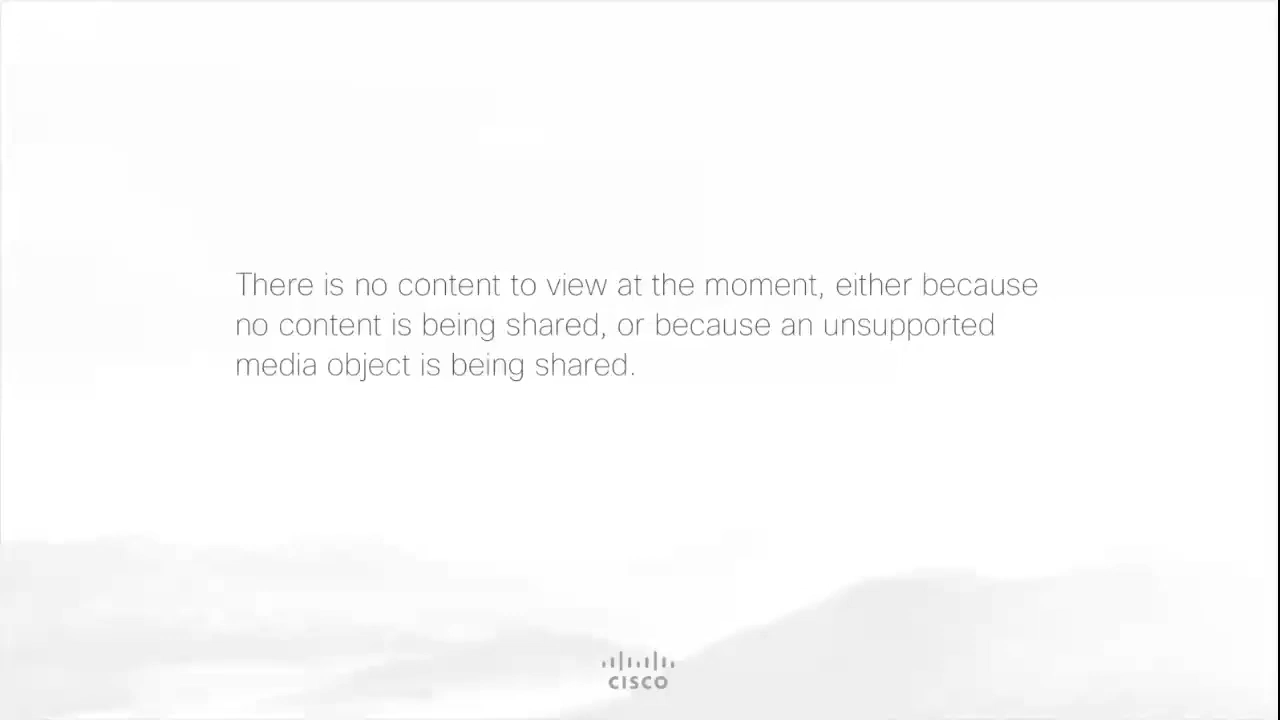 There is no content to view at the moment, either because
no content is being shared, or because an unsupported
media object is being shared.
CISCO